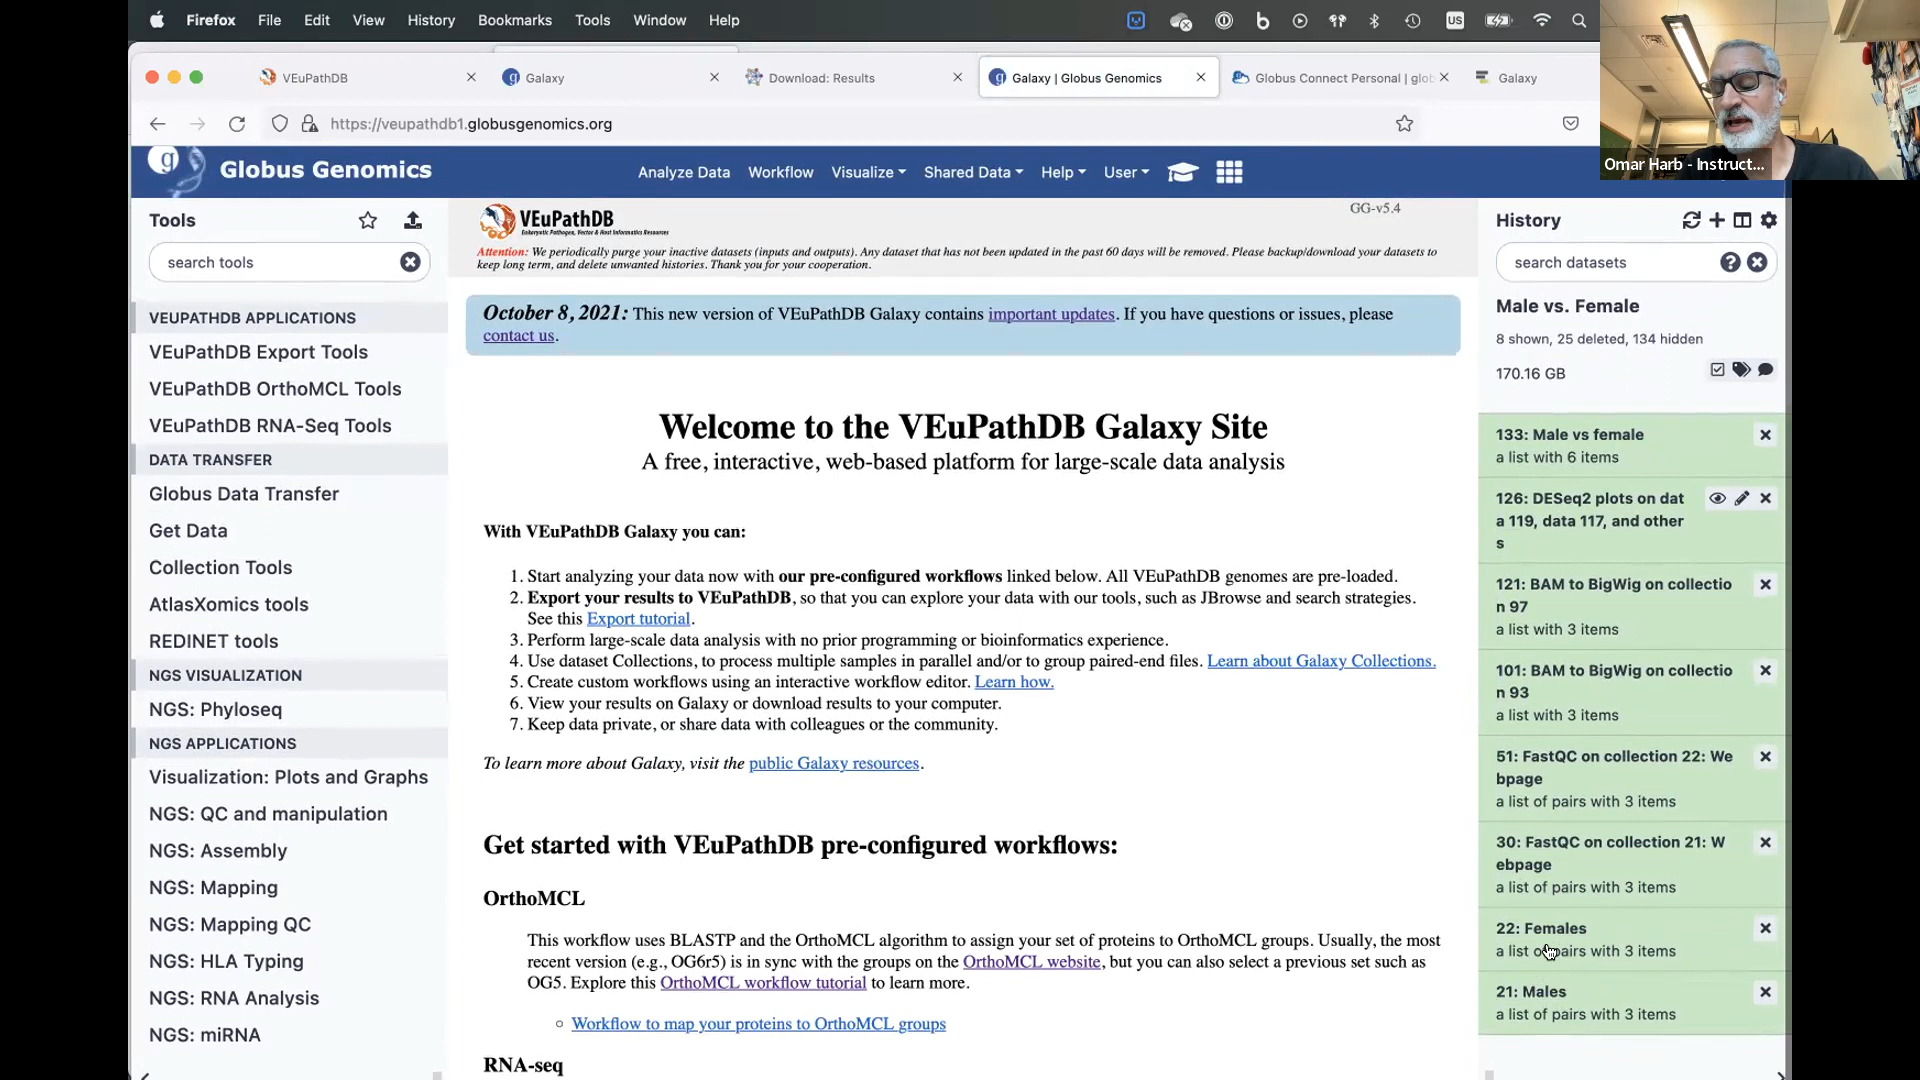 Firefox File Edit View History Bookmarks Tools Window Help
US
VEuPathDB
Galaxy
Download: Results
Galaxy | Globus Genomics
Globus Connect Personal | glob
Galaxy
https://veupathdb1.globusgenomics.org
Omar Harb - Instruct...
Globus Genomics
Analyze Data Workflow Visualize Shared Data Help User
Tools
search tools
VEUPATHDB APPLICATIONS
VEuPathDB Export Tools
VEuPathDB OrthoMCL Tools
VEuPathDB RNA-Seq Tools
DATA TRANSFER
Globus Data Transfer
Get Data
Collection Tools
AtlasXomics tools
REDINET tools
NGS VISUALIZATION
NGS: Phyloseq
NGS APPLICATIONS
Visualization: Plots and Graphs
NGS: QC and manipulation
NGS: Assembly
NGS: Mapping
NGS: Mapping QC
NGS: HLA Typing
NGS: RNA Analysis
NGS: miRNA
VEuPathDB
Eukaryotic Pathogen, Vector & Host Informatics Resources
GG-v5.4
Attention: We periodically purge your inactive datasets (inputs and outputs). Any dataset that has not been updated in the past 60 days will be removed. Please backup/download your datasets to
keep long term, and delete unwanted histories. Thank you for your cooperation.
October 8, 2021: This new version of VEuPathDB Galaxy contains important updates. If you have questions or issues, please
contact us.
Welcome to the VEuPathDB Galaxy Site
A free, interactive, web-based platform for large-scale data analysis
With VEuPathDB Galaxy you can:
1. Start analyzing your data now with our pre-configured workflows linked below. All VEuPathDB genomes are pre-loaded.
2. Export your results to VEuPathDB, so that you can explore your data with our tools, such as JBrowse and search strategies.
See this Export tutorial.
3. Perform large-scale data analysis with no prior programming or bioinformatics experience.
4. Use dataset Collections, to process multiple samples in parallel and/or to group paired-end files. Learn about Galaxy Collections.
5. Create custom workflows using an interactive workflow editor. Learn how.
6. View your results on Galaxy or download results to your computer.
7. Keep data private, or share data with colleagues or the community.
To learn more about Galaxy, visit the public Galaxy resources.
Get started with VEuPathDB pre-configured workflows:
OrthoMCL
This workflow uses BLASTP and the OrthoMCL algorithm to assign your set of proteins to OrthoMCL groups. Usually, the most
recent version (e.g., OG6r5) is in sync with the groups on the OrthoMCL website, but you can also select a previous set such as
OG5. Explore this OrthoMCL workflow tutorial to learn more.
Workflow to map your proteins to OrthoMCL groups
RNA-seq
History
search datasets
Male vs. Female
8 shown, 25 deleted, 134 hidden
170.16 GB
133: Male vs female
a list with 6 items
126: DESeq2 plots on dat
a 119, data 117, and other
s
121: BAM to BigWig on collectio
n 97
a list with 3 items
101: BAM to BigWig on collectio
n 93
a list with 3 items
51: FastQC on collection 22: We
bpage
a list of pairs with 3 items
30: FastQC on collection 21: W
ebpage
a list of pairs with 3 items
22: Females
a list of pairs with 3 items
21: Males
a list of pairs with 3 items